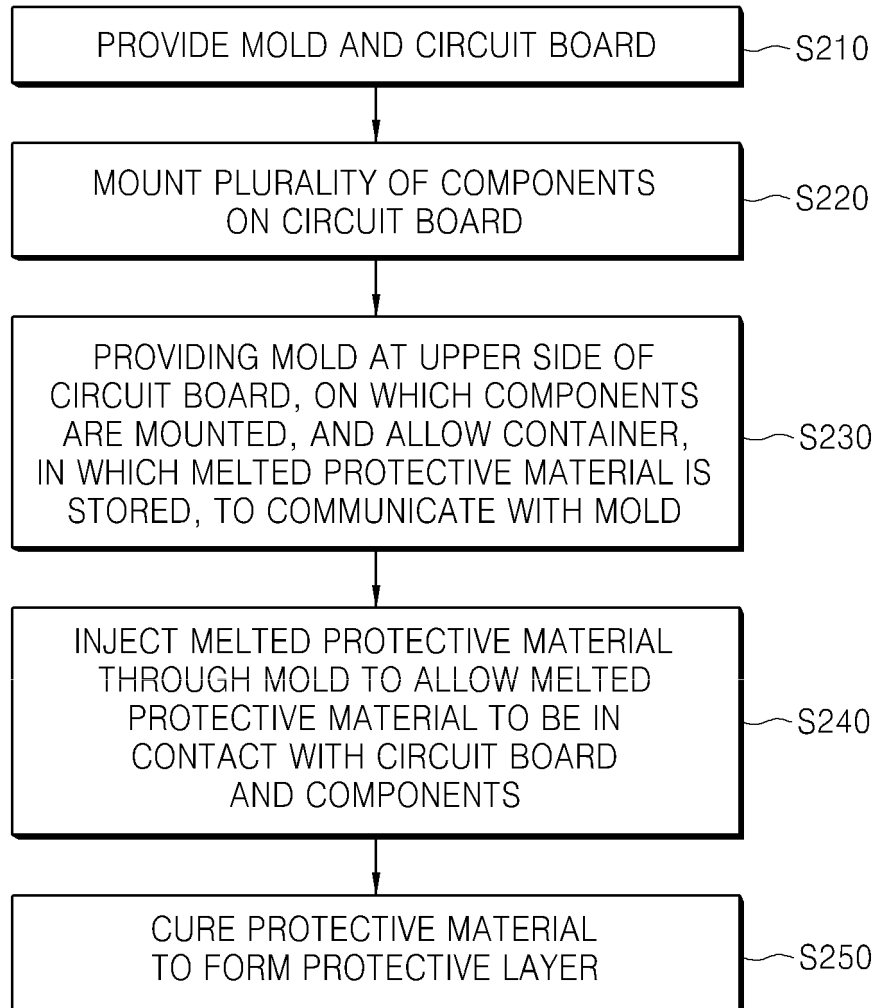 PROVIDE MOLD AND CIRCUIT BOARD
S210
MOUNT PLURALITY OF COMPONENTS
ON CIRCUIT BOARD
S220
PROVIDING MOLD AT UPPER SIDE OF
CIRCUIT BOARD, ON WHICH COMPONENTS
ARE MOUNTED, AND ALLOW CONTAINER,
IN WHICH MELTED PROTECTIVE MATERIAL IS
STORED, TO COMMUNICATE WITH MOLD
S230
INJECT MELTED PROTECTIVE MATERIAL
THROUGH MOLD TO ALLOW MELTED
PROTECTIVE MATERIAL TO BE IN
CONTACT WITH CIRCUIT BOARD
AND COMPONENTS
S240
CURE PROTECTIVE MATERIAL
TO FORM PROTECTIVE LAYER
S250